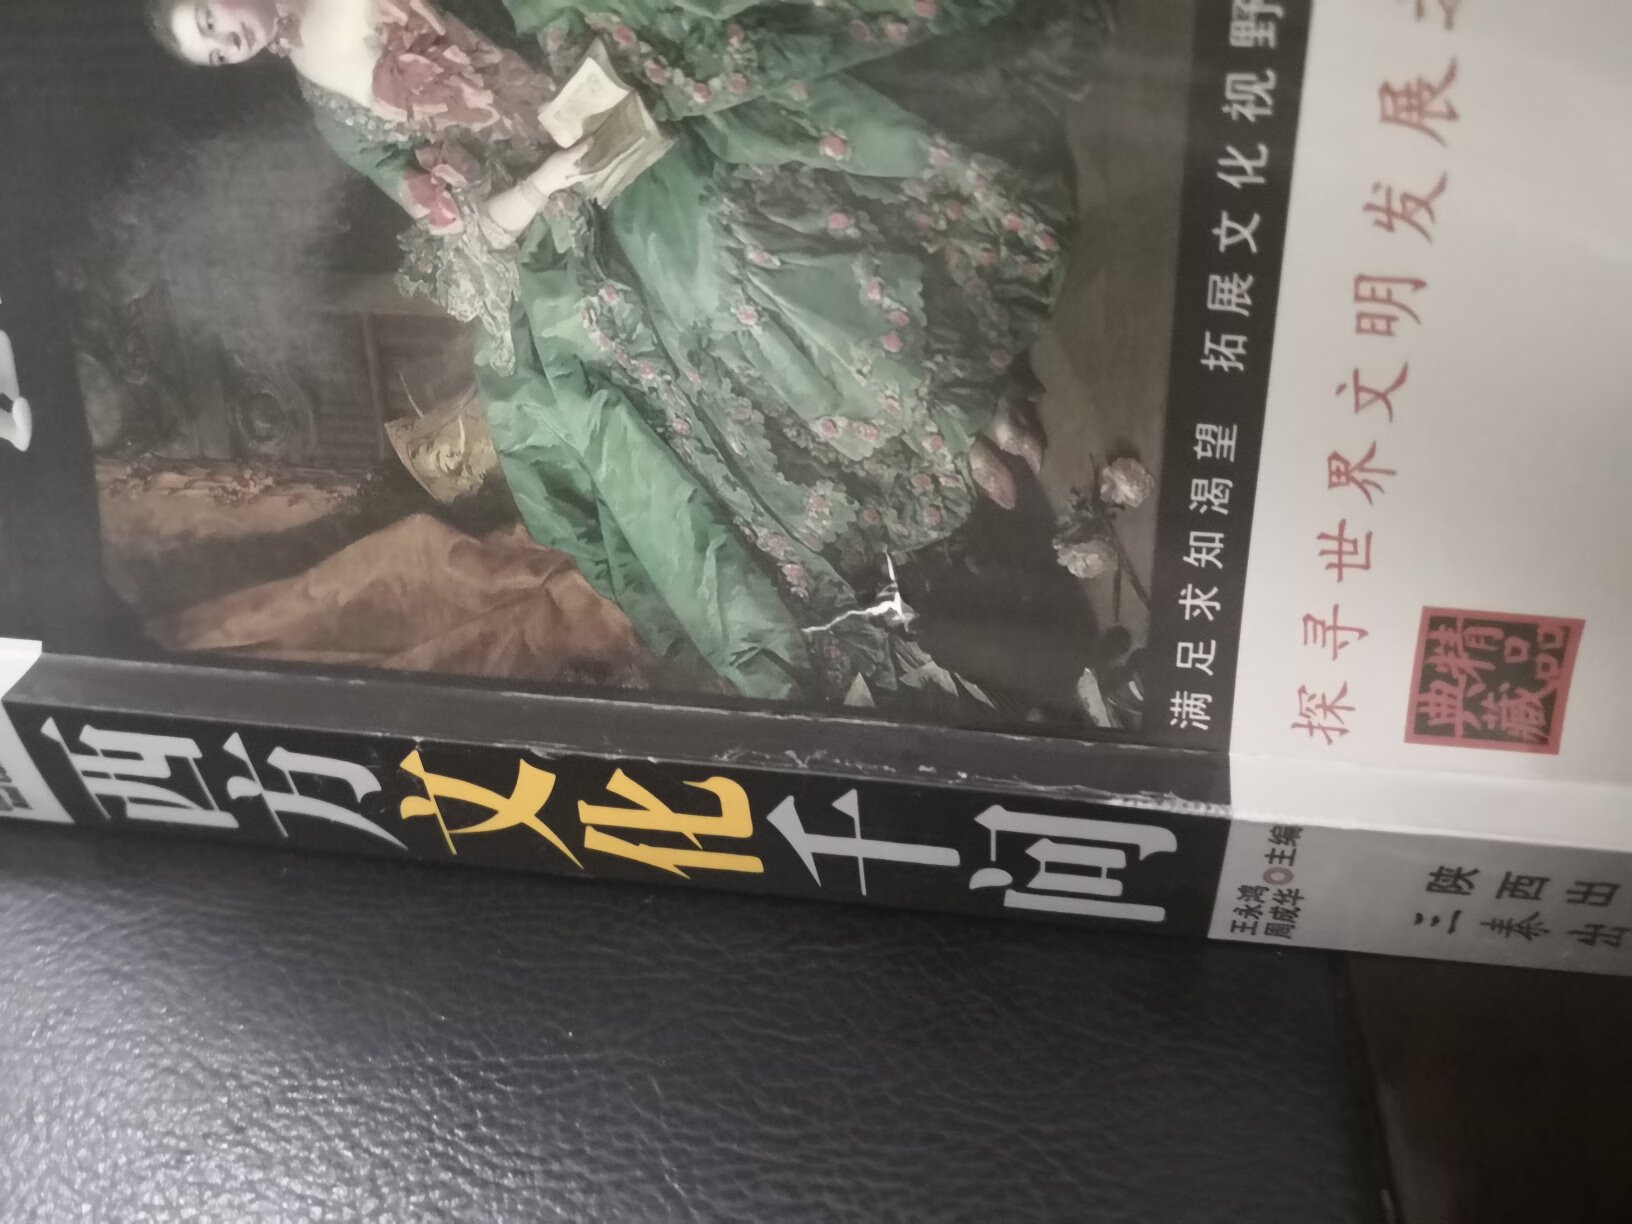 满足求知渴望 拓展文化视野
探寻世界文明发展
典精
藏品
西方文化千问
王永鸿
周成华
◎主编
陕西出
三秦出